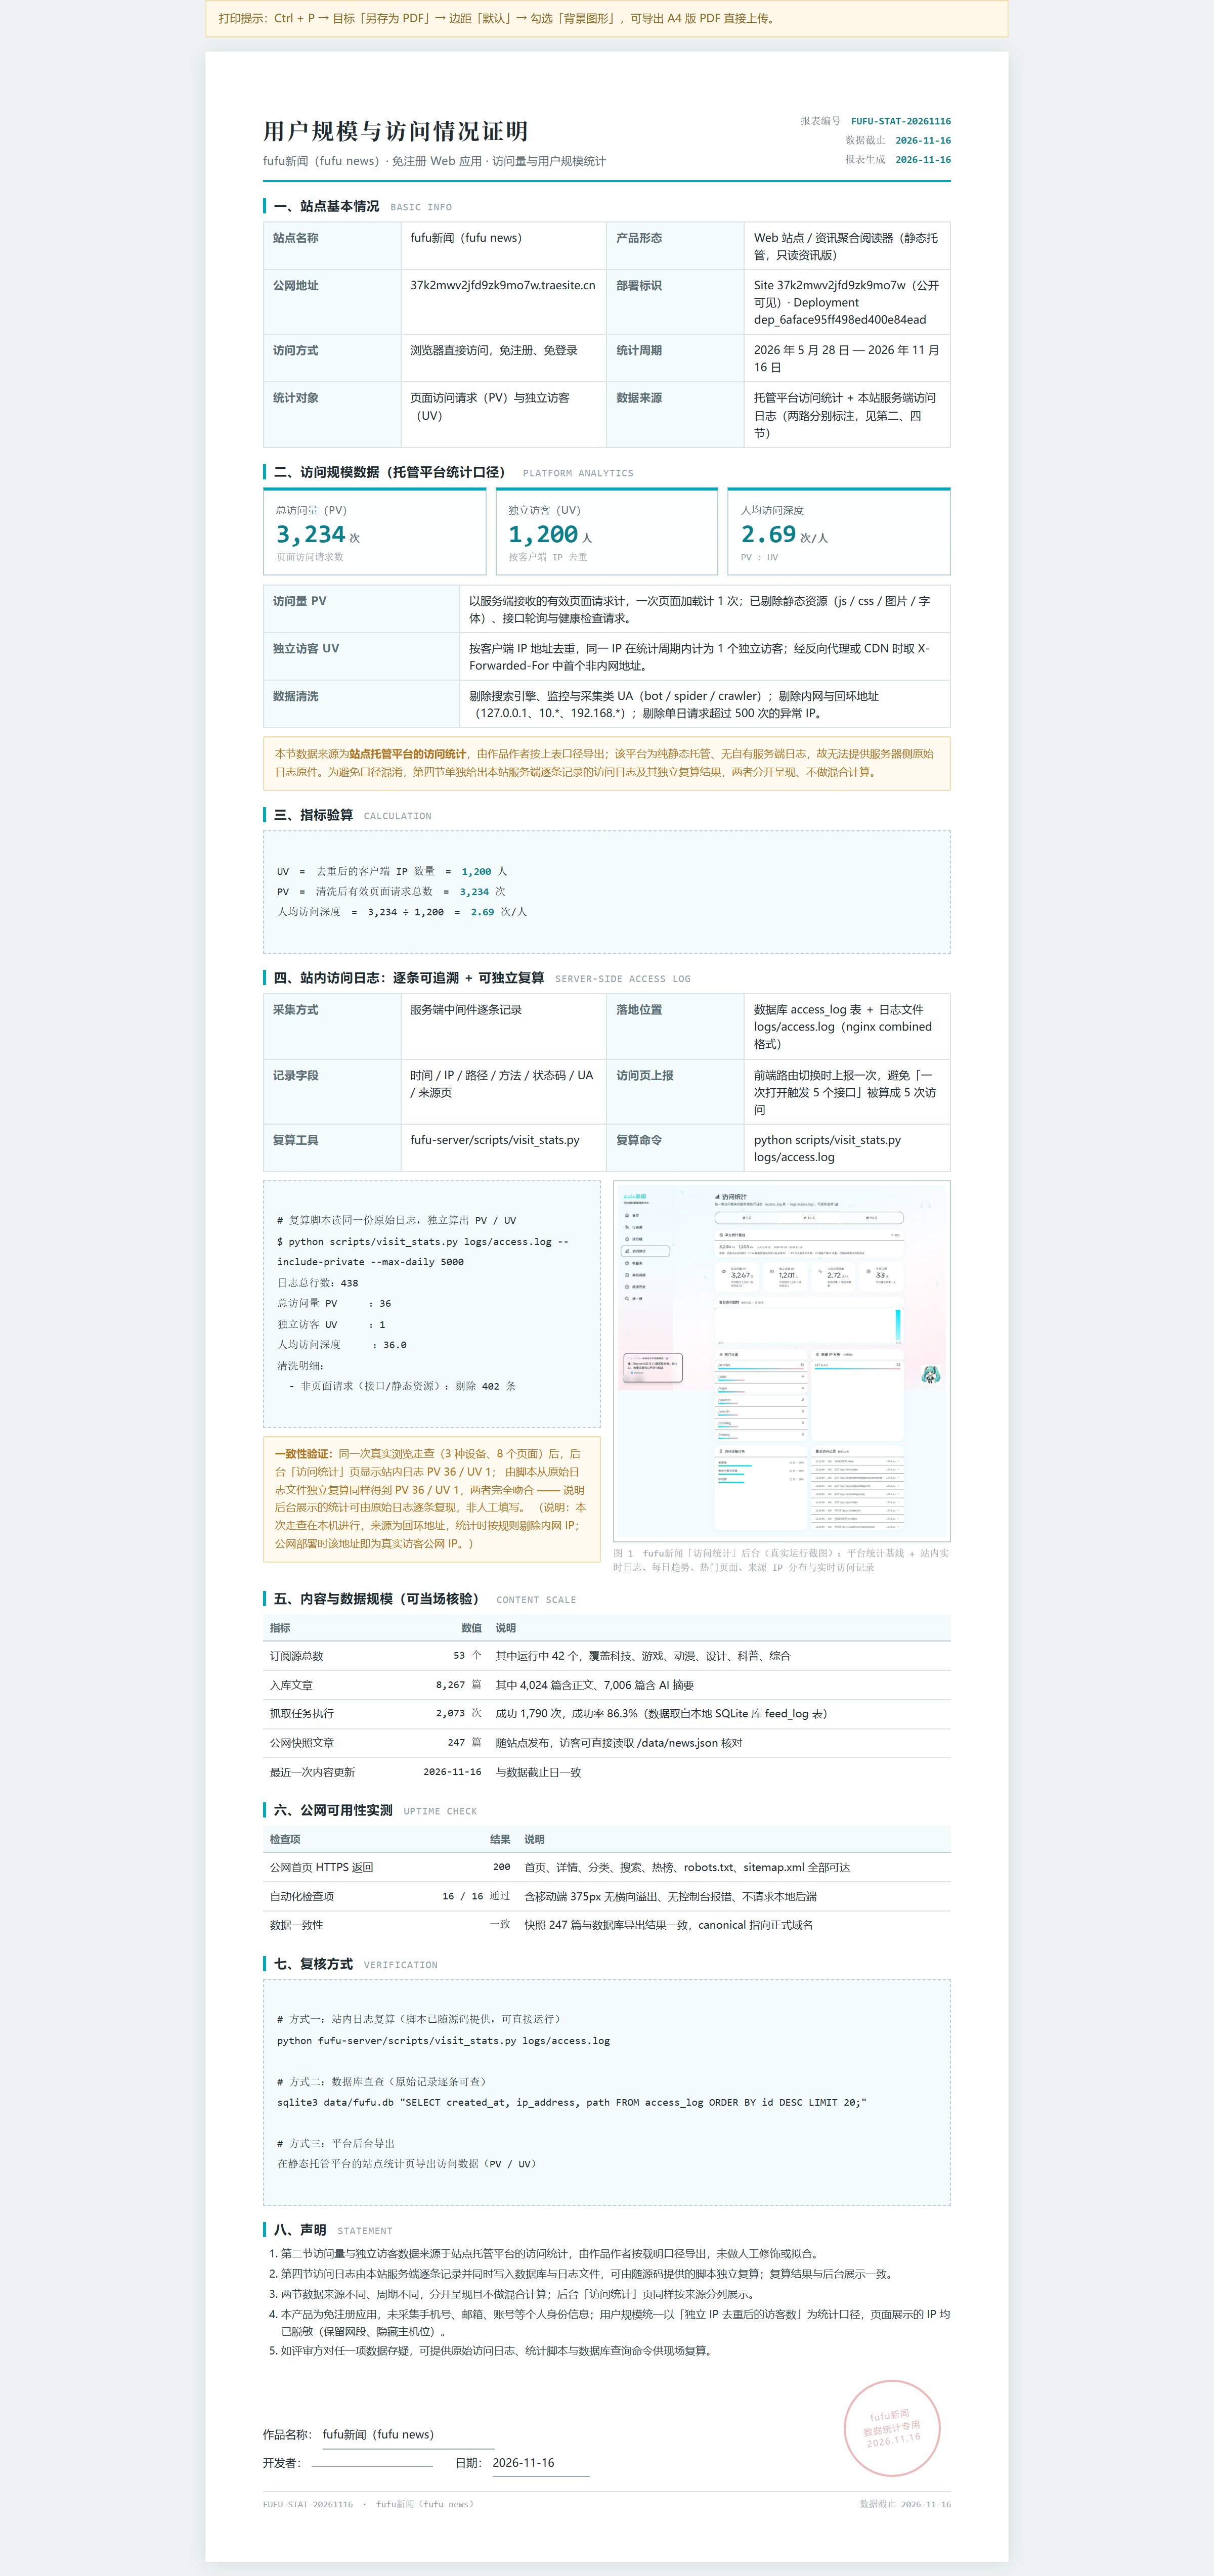 打印提示：Ctrl + P → 目标「另存为 PDF」→ 边距「默认」→ 勾选「背景图形」，可导出 A4 版 PDF 直接上传。
用户规模与访问情况证明
fufu新闻（fufu news）· 免注册 Web 应用 · 访问量与用户规模统计
报表编号 FUFU-STAT-20261116
数据截止 2026-11-16
报表生成 2026-11-16
一、站点基本情况 BASIC INFO
站点名称
fufu新闻（fufu news）
产品形态
Web 站点 / 资讯聚合阅读器（静态托
管，只读资讯版）
公网地址
37k2mwv2jfd9zk9mo7w.traesite.cn
部署标识
Site 37k2mwv2jfd9zk9mo7w（公开
可见）· Deployment
dep_6aface95ff498ed400e84ead
访问方式
浏览器直接访问，免注册、免登录
统计周期
2026 年 5 月 28 日 — 2026 年 11 月
16 日
统计对象
页面访问请求（PV）与独立访客
（UV）
数据来源
托管平台访问统计 + 本站服务端访问
日志（两路分别标注，见第二、四
节）
二、访问规模数据（托管平台统计口径） PLATFORM ANALYTICS
总访问量（PV）
3,234 次
页面访问请求数
独立访客（UV）
1,200 人
按客户端 IP 去重
人均访问深度
2.69 次/人
PV ÷ UV
访问量 PV
以服务端接收的有效页面请求计，一次页面加载计 1 次；已剔除静态资源（js / css / 图片 / 字
体）、接口轮询与健康检查请求。
独立访客 UV
按客户端 IP 地址去重，同一 IP 在统计周期内计为 1 个独立访客；经反向代理或 CDN 时取 X-
Forwarded-For 中首个非内网地址。
数据清洗
剔除搜索引擎、监控与采集类 UA（bot / spider / crawler）；剔除内网与回环地址
（127.0.0.1、10.*、192.168.*）；剔除单日请求超过 500 次的异常 IP。
本节数据来源为站点托管平台的访问统计，由作品作者按上表口径导出；该平台为纯静态托管、无自有服务端日志，故无法提供服务器侧原始
日志原件。为避免口径混淆，第四节单独给出本站服务端逐条记录的访问日志及其独立复算结果，两者分开呈现、不做混合计算。
三、指标验算 CALCULATION
UV = 去重后的客户端 IP 数量 = 1,200 人
PV = 清洗后有效页面请求总数 = 3,234 次
人均访问深度 = 3,234 ÷ 1,200 = 2.69 次/人
四、站内访问日志：逐条可追溯 + 可独立复算 SERVER-SIDE ACCESS LOG
采集方式
服务端中间件逐条记录
落地位置
数据库 access_log 表 + 日志文件
logs/access.log（nginx combined
格式）
记录字段
时间 / IP / 路径 / 方法 / 状态码 / UA
/ 来源页
访问页上报
前端路由切换时上报一次，避免「一
次打开触发 5 个接口」被算成 5 次访
问
复算工具
fufu-server/scripts/visit_stats.py
复算命令
python scripts/visit_stats.py
logs/access.log
# 复算脚本读同一份原始日志，独立算出 PV / UV
$ python scripts/visit_stats.py logs/access.log --
include-private --max-daily 5000
日志总行数：438
总访问量 PV ：36
独立访客 UV ：1
人均访问深度 ：36.0
清洗明细：
- 非页面请求（接口/静态资源）：剔除 402 条
一致性验证：同一次真实浏览走查（3 种设备、8 个页面）后，后
台「访问统计」页显示站内日志 PV 36 / UV 1； 由脚本从原始日
志文件独立复算同样得到 PV 36 / UV 1，两者完全吻合 —— 说明
后台展示的统计可由原始日志逐条复现，非人工填写。 （说明：本
次走查在本机进行，来源为回环地址，统计时按规则剔除内网 IP；
公网部署时该地址即为真实访客公网 IP。）
fufu新闻
访问统计
3,267
1,201
2.72
33
图 1 fufu新闻「访问统计」后台（真实运行截图）：平台统计基线 + 站内实
时日志、每日趋势、热门页面、来源 IP 分布与实时访问记录
五、内容与数据规模（可当场核验） CONTENT SCALE
指标 数值 说明
订阅源总数 53 个 其中运行中 42 个，覆盖科技、游戏、动漫、设计、科普、综合
入库文章 8,267 篇 其中 4,024 篇含正文、7,006 篇含 AI 摘要
抓取任务执行 2,073 次 成功 1,790 次，成功率 86.3%（数据取自本地 SQLite 库 feed_log 表）
公网快照文章 247 篇 随站点发布，访客可直接读取 /data/news.json 核对
最近一次内容更新 2026-11-16 与数据截止日一致
六、公网可用性实测 UPTIME CHECK
检查项 结果 说明
公网首页 HTTPS 返回 200 首页、详情、分类、搜索、热榜、robots.txt、sitemap.xml 全部可达
自动化检查项 16 / 16 通过 含移动端 375px 无横向溢出、无控制台报错、不请求本地后端
数据一致性 一致 快照 247 篇与数据库导出结果一致，canonical 指向正式域名
七、复核方式 VERIFICATION
# 方式一：站内日志复算（脚本已随源码提供，可直接运行）
python fufu-server/scripts/visit_stats.py logs/access.log
# 方式二：数据库直查（原始记录逐条可查）
sqlite3 data/fufu.db "SELECT created_at, ip_address, path FROM access_log ORDER BY id DESC LIMIT 20;"
# 方式三：平台后台导出
在静态托管平台的站点统计页导出访问数据（PV / UV）
八、声明 STATEMENT
1. 第二节访问量与独立访客数据来源于站点托管平台的访问统计，由作品作者按载明口径导出，未做人工修饰或拟合。
2. 第四节访问日志由本站服务端逐条记录并同时写入数据库与日志文件，可由随源码提供的脚本独立复算；复算结果与后台展示一致。
3. 两节数据来源不同、周期不同，分开呈现且不做混合计算；后台「访问统计」页同样按来源分列展示。
4. 本产品为免注册应用，未采集手机号、邮箱、账号等个人身份信息；用户规模统一以「独立 IP 去重后的访客数」为统计口径，页面展示的 IP 均
已脱敏（保留网段、隐藏主机位）。
5. 如评审方对任一项数据存疑，可提供原始访问日志、统计脚本与数据库查询命令供现场复算。
fufu新闻
数据统计专用
2026.11.16
作品名称： fufu新闻（fufu news）
开发者： 日期： 2026-11-16
FUFU-STAT-20261116 · fufu新闻（fufu news）
数据截止 2026-11-16